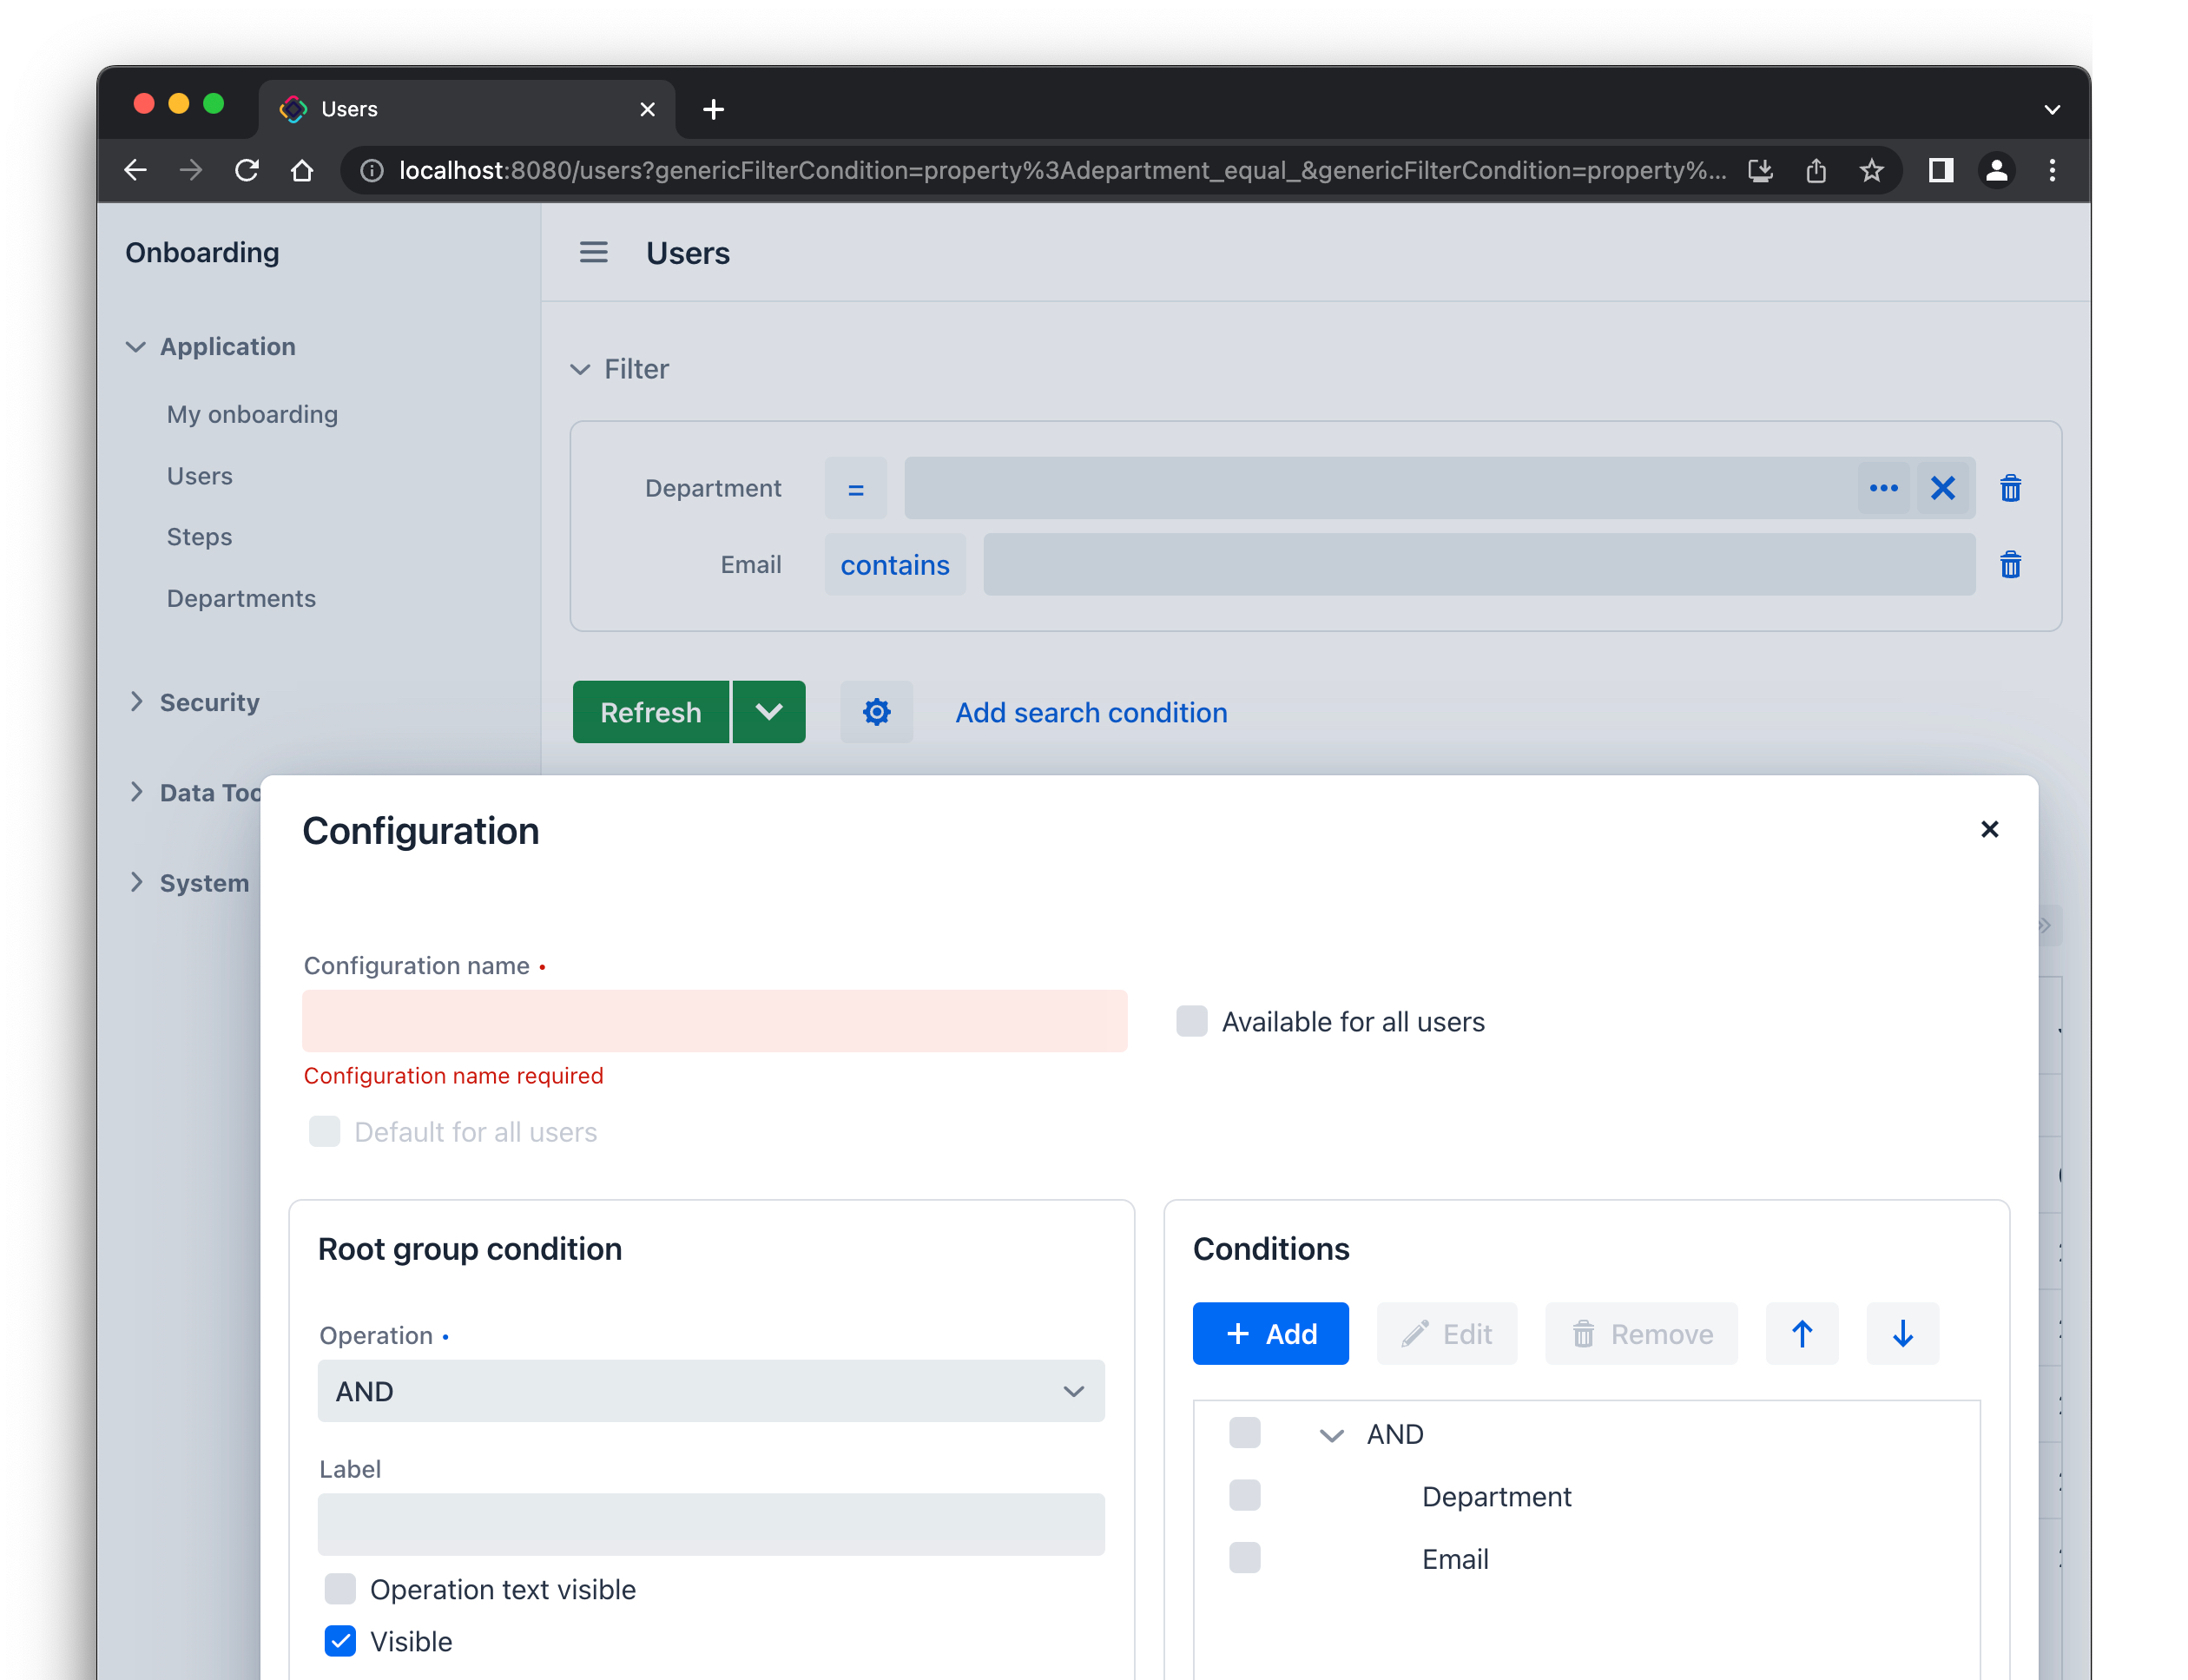 Users
localhost:8080/users?genericFilterCondition=property%3Adepartment_equal_&genericFilterCondition=property%...
Onboarding
Users
Application
My onboarding
Users
Steps
Departments
Security
Data Too
System
Filter
Department = ...
Email contains
Refresh Add search condition
Configuration
Configuration name •
Available for all users
Configuration name required
Default for all users
Root group condition
Operation •
AND
Label
Operation text visible
Visible
Conditions
+ Add Edit Remove
AND
Department
Email